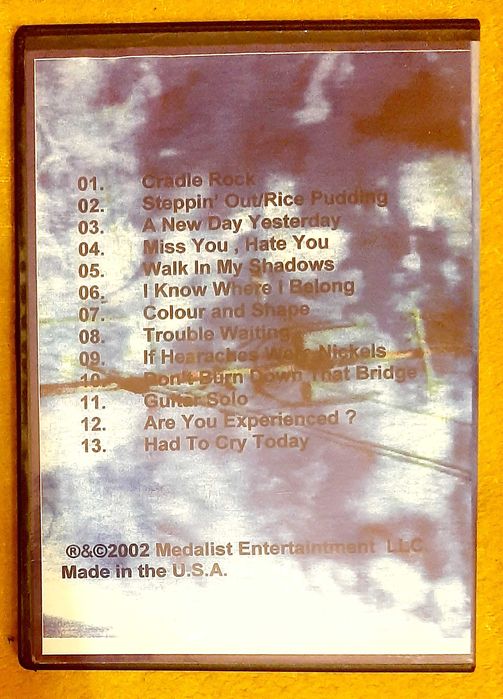 01. Cradle Rock
02. Steppin' Out/Rice Pudding
03. A New Day Yesterday
04. Miss You , Hate You
05. Walk In My Shadows
06. I Know Where I Belong
07. Colour and Shape
08. Trouble Waiting
09. If Hearaches Were Nickels
10. Don't Burn Down That Bridge
11. Guitar Solo
12. Are You Experienced ?
13. Had To Cry Today
®&©2002 Medalist Entertaintment LLC
Made in the U.S.A.